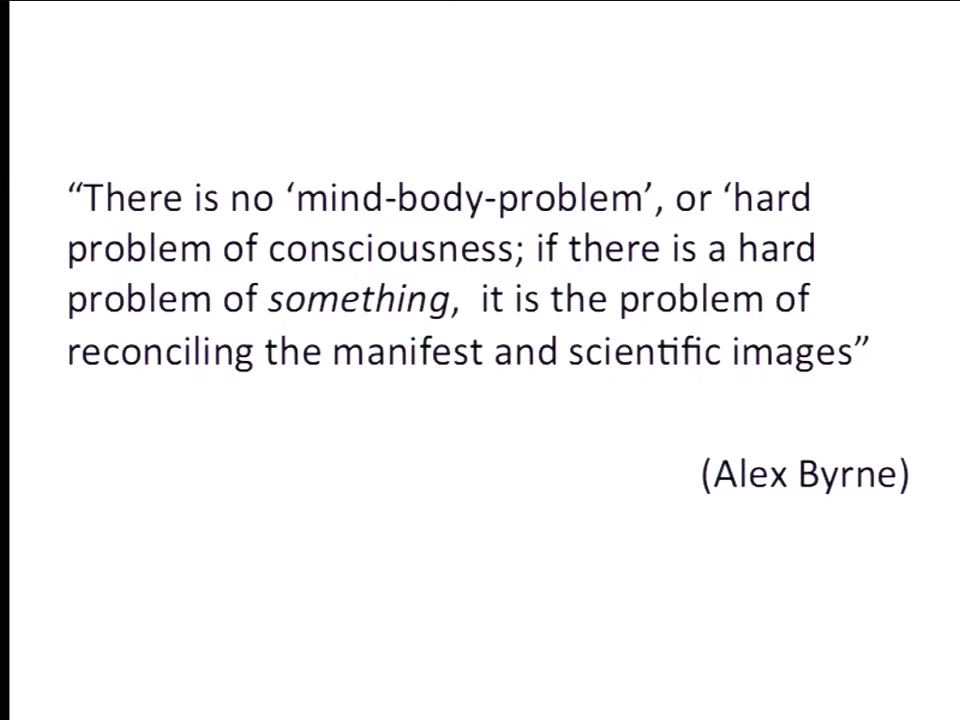 “There is no ‘mind-body-problem’, or ‘hard
problem of consciousness; if there is a hard
problem of something,  it is the problem of
reconciling the manifest and scientific images”
(Alex Byrne)